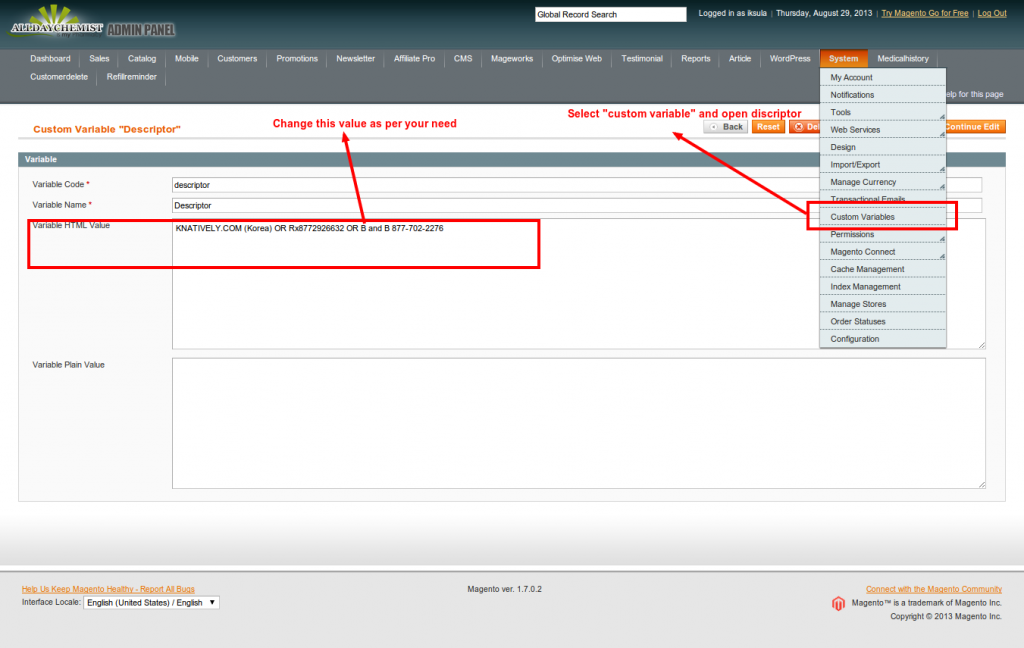 ALLDAYCHEMIST ADMIN PANEL
Global Record Search
Logged in as iksula | Thursday, August 29, 2013 | Try Magento Go for Free | Log Out
Dashboard Sales Catalog Mobile Customers Promotions Newsletter Affiliate Pro CMS Mageworks Optimise Web Testimonial Reports Article WordPress System Medicalhistory
Customerdelete Refillreminder
My Account
Notifications
elp for this page
Tools
Web Services
Design
Import/Export
Manage Currency
Transactional Emails
Custom Variables
Permissions
Magento Connect
Cache Management
Index Management
Manage Stores
Order Statuses
Configuration
Select "custom variable" and open discriptor
Change this value as per your need
Custom Variable "Descriptor"
Back Reset Del Continue Edit
Variable
Variable Code * descriptor
Variable Name * Descriptor
Variable HTML Value KNATIVELY.COM (Korea) OR Rx8772926632 OR B and B 877-702-2276
Variable Plain Value
Help Us Keep Magento Healthy - Report All Bugs
Interface Locale: English (United States) / English
Magento ver. 1.7.0.2
Connect with the Magento Community
Magento™ is a trademark of Magento Inc.
Copyright © 2013 Magento Inc.